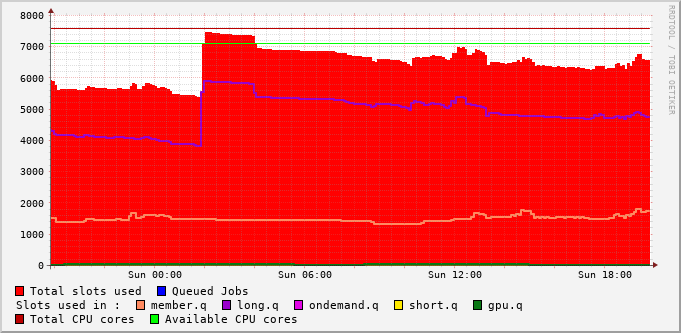 8000
7000
6000
5000
4000
3000
2000
1000
0
Sun 00:00 Sun 06:00 Sun 12:00 Sun 18:00
RRDTOOL / TOBI OETIKER
Total slots used Queued Jobs
Slots used in : member.q long.q ondemand.q short.q gpu.q
Total CPU cores Available CPU cores